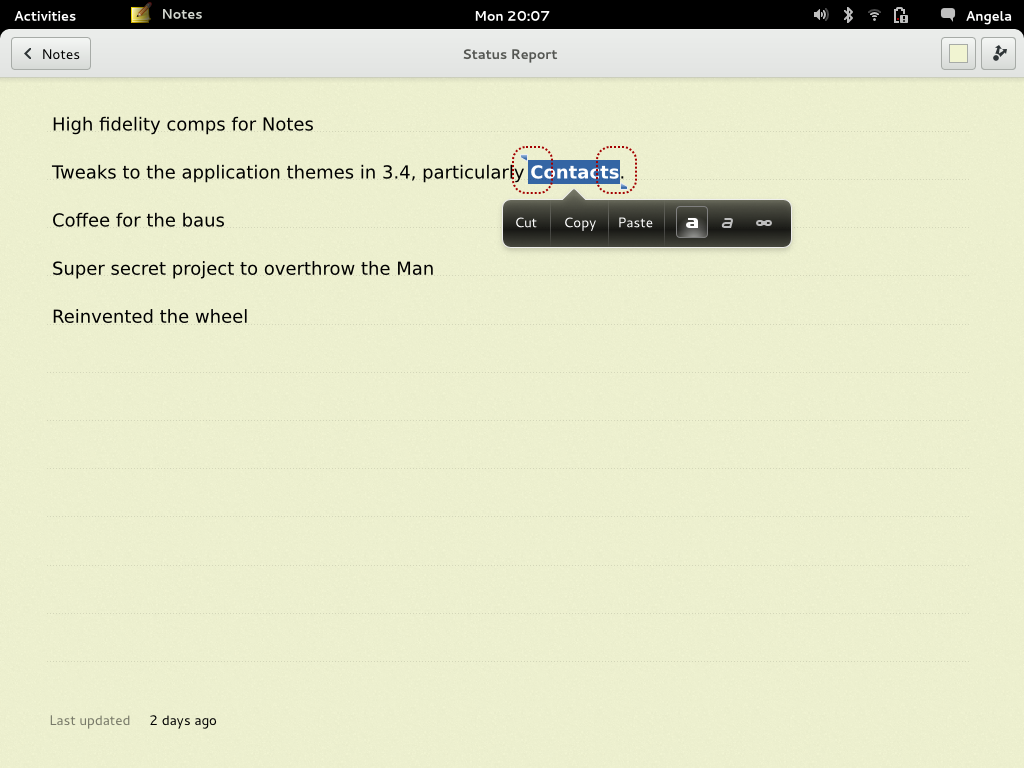 Activities Notes Mon 20:07 Angela
Notes Status Report
High fidelity comps for Notes
Tweaks to the application themes in 3.4, particularly Contacts.
Cut Copy Paste a a
Coffee for the baus
Super secret project to overthrow the Man
Reinvented the wheel
Last updated 2 days ago